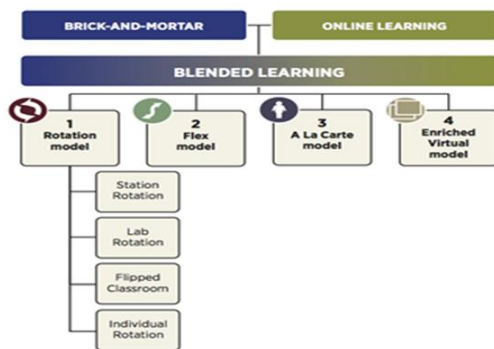 BRICK-AND-MORTAR
ONLINE LEARNING
BLENDED LEARNING
1
Rotation
model
2
Flex
model
3
A La Carte
model
4
Enriched
Virtual
model
Station
Rotation
Lab
Rotation
Flipped
Classroom
Individual
Rotation